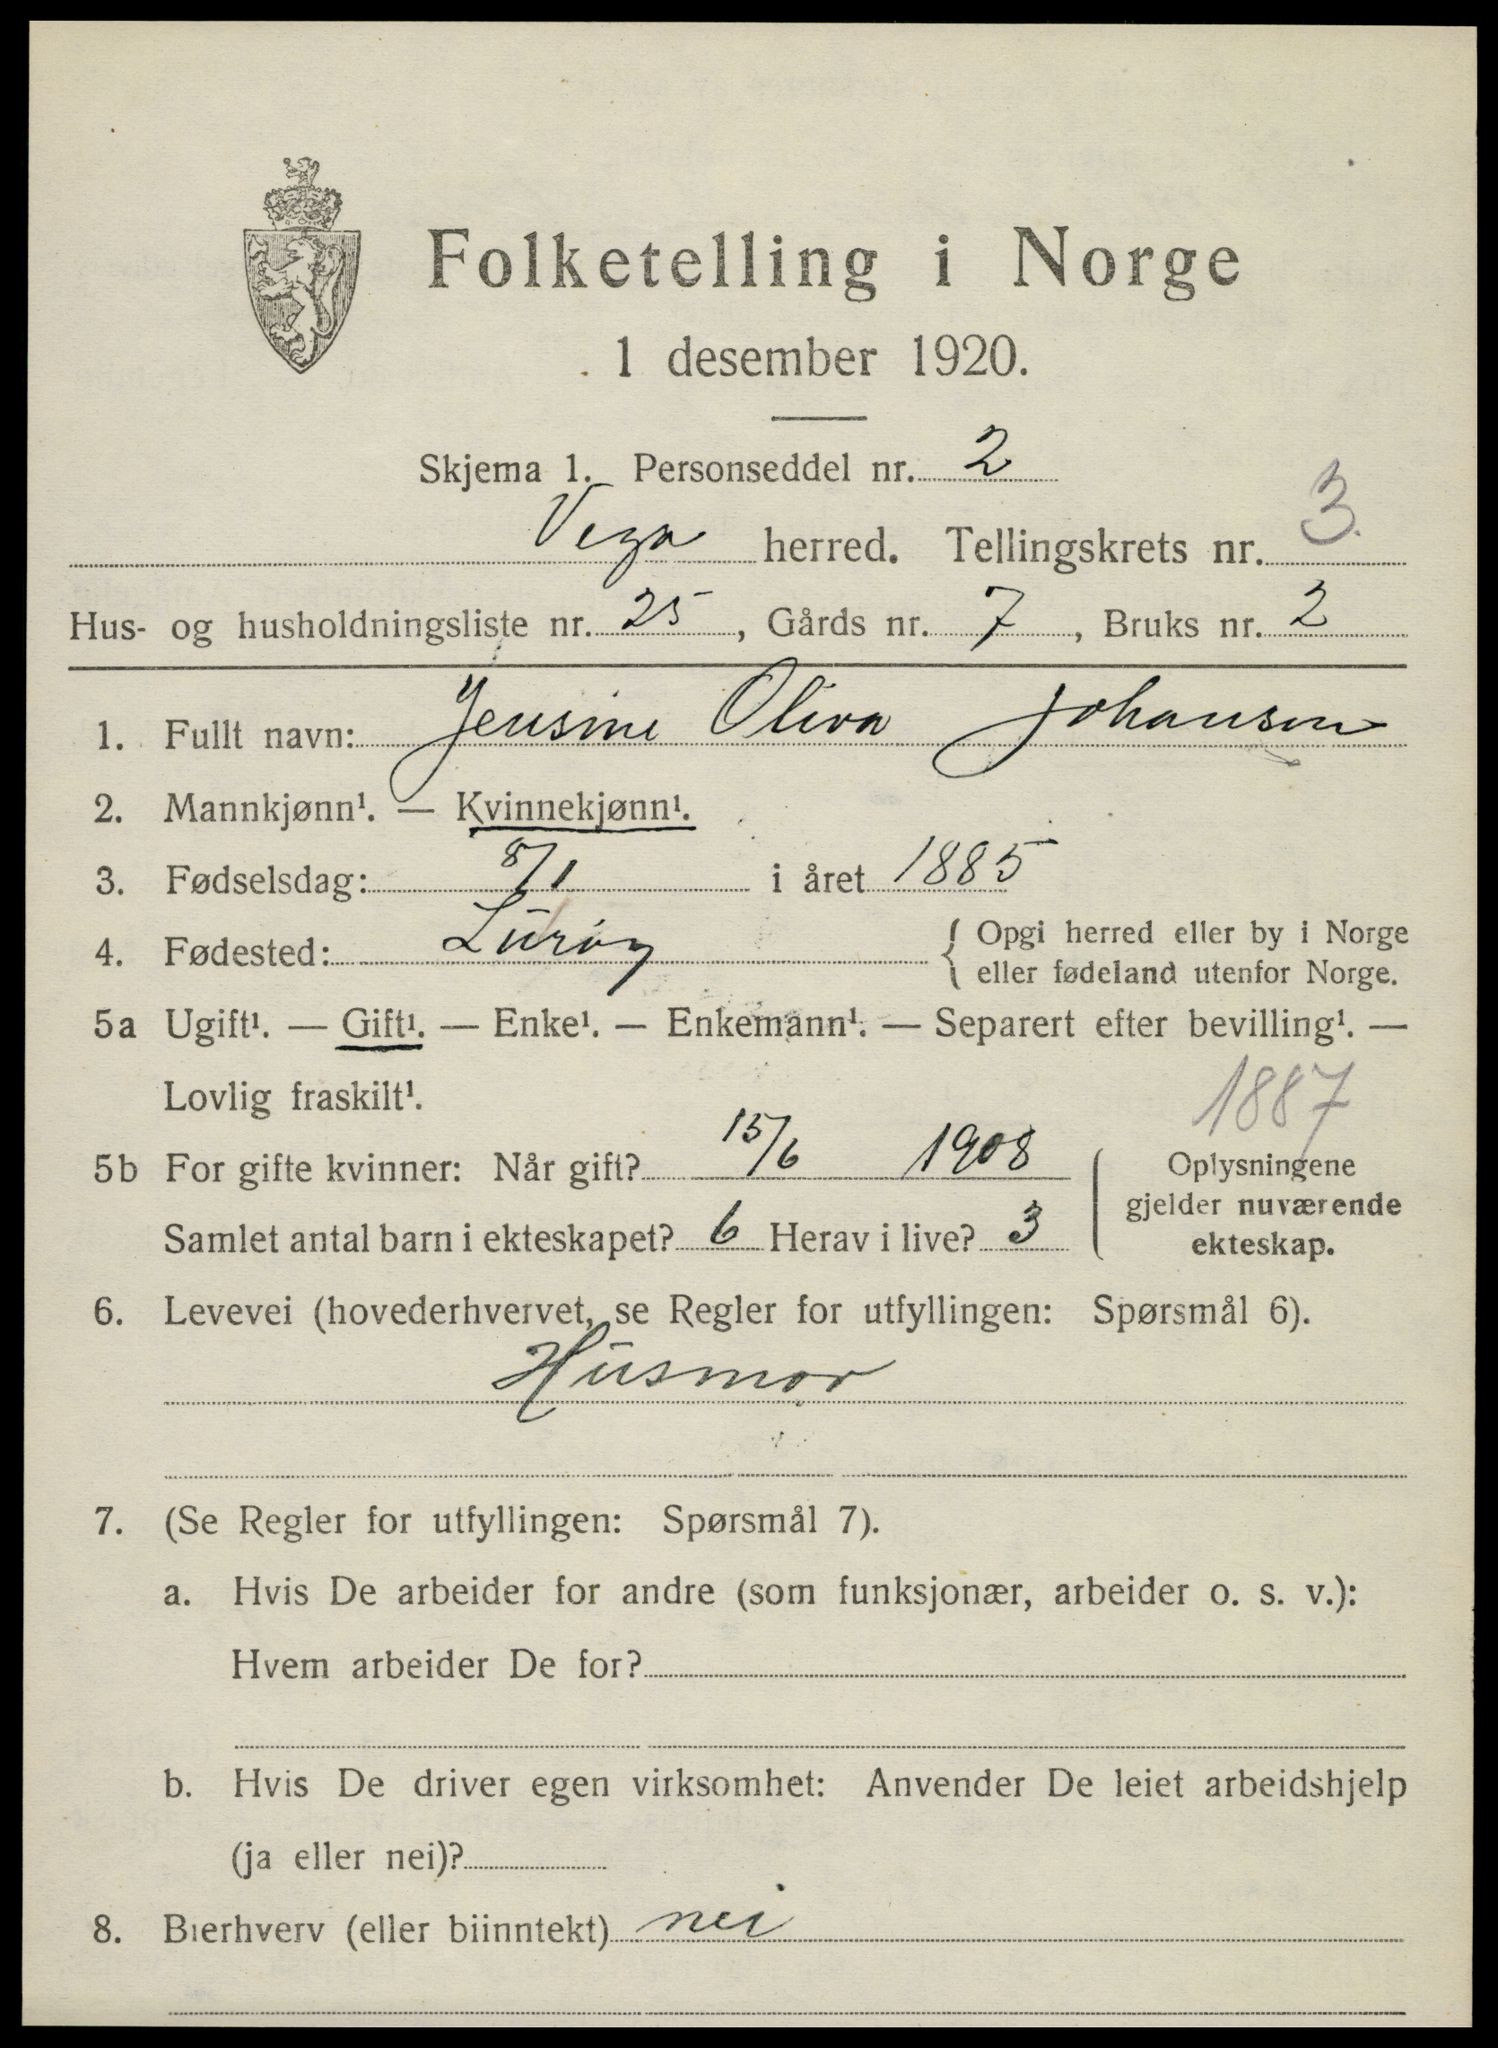 Folketelling i Norge
1 desember 1920.
Skjema 1. Personseddel nr. 2
Vega herred. Tellingskrets nr. 3
Hus- og husholdningsliste nr. 25, Gårds nr. 7, Bruks nr. 2
1. Fullt navn: Jensine Oliva Johansen
2. Mannkjønn¹. — Kvinnekjønn¹.
3. Fødselsdag: 8/1 i året 1885
4. Fødested: Lurøy { Opgi herred eller by i Norge
eller fødeland utenfor Norge.
5a Ugift¹. — Gift¹. — Enke¹. — Enkemann¹. — Separert efter bevilling¹. —
Lovlig fraskilt¹.
1887
5b For gifte kvinner: Når gift? 15/6 1908
Samlet antal barn i ekteskapet? 6 Herav i live? 3
Oplysningene
gjelder nuværende
ekteskap.
6. Levevei (hovederhvervet, se Regler for utfyllingen: Spørsmål 6).
Husmor
7. (Se Regler for utfyllingen: Spørsmål 7).
a. Hvis De arbeider for andre (som funksjonær, arbeider o. s. v.):
Hvem arbeider De for?
b. Hvis De driver egen virksomhet: Anvender De leiet arbeidshjelp
(ja eller nei)?
8. Bierhverv (eller biinntekt) nei